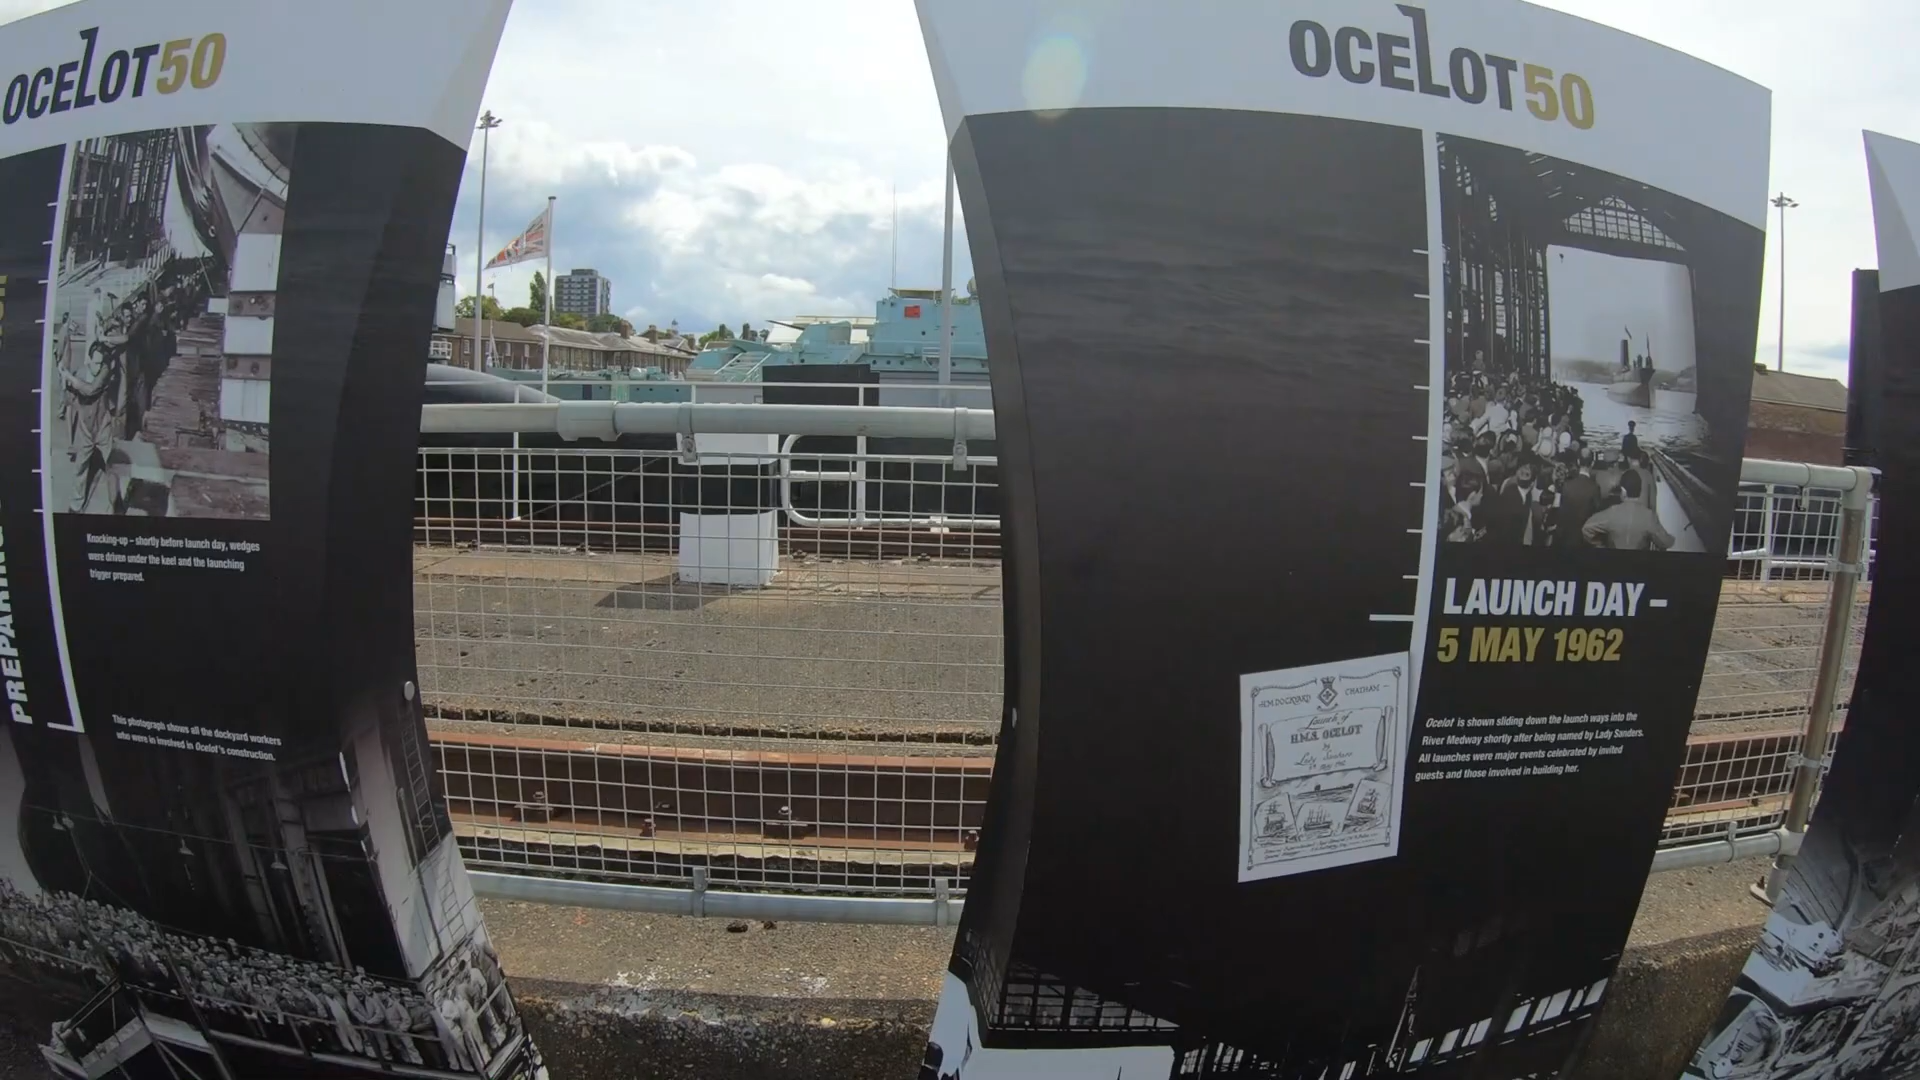 OCELOT50
Knocking-up – shortly before launch day, wedges
were driven under the keel and the launching
trigger prepared.
This photograph shows all the dockyard workers
who were in involved in Ocelot's construction.
OCELOT50
LAUNCH DAY –
5 MAY 1962
Ocelot is shown sliding down the launch ways into the
River Medway shortly after being named by Lady Sanders.
All launches were major events celebrated by invited
guests and those involved in building her.
H.M. DOCKYARD CHATHAM
Launch of
H.M.S. OCELOT
by
Lady Sanders
5th May 1962